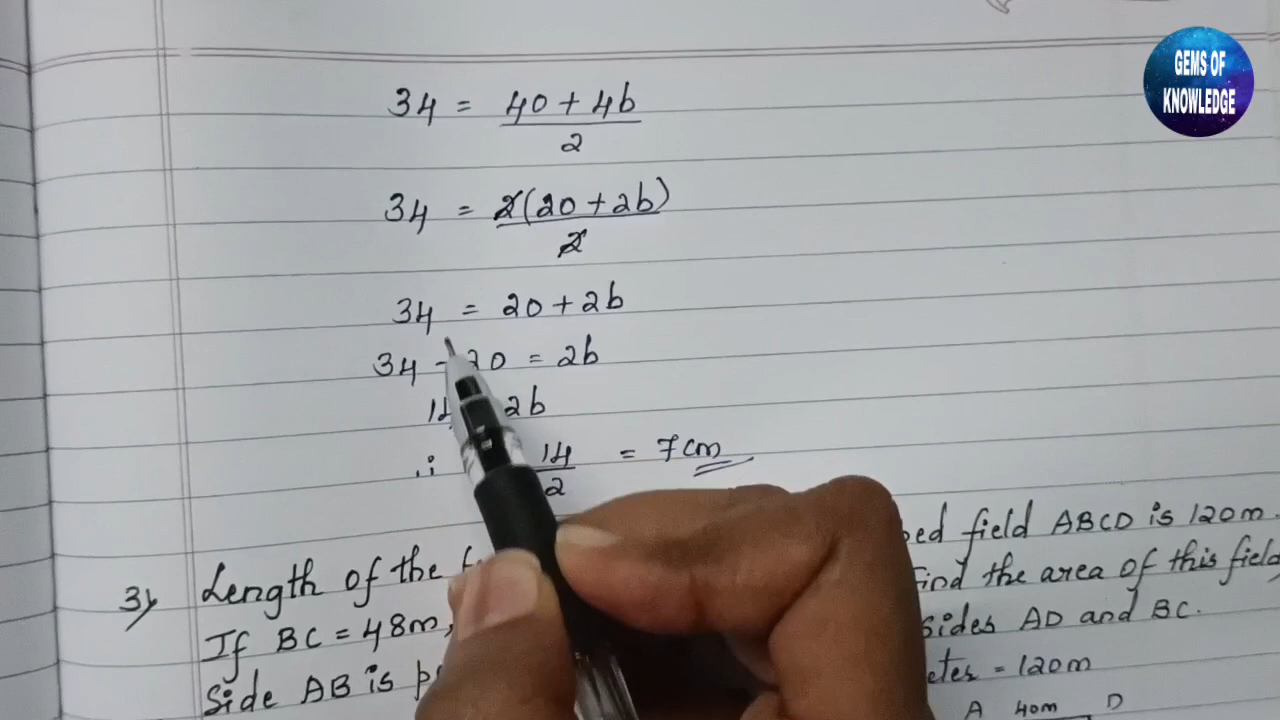 GEMS OF
KNOWLEDGE
34 = 40 + 4b
2
34 = 2(20 + 2b)
2
34 = 20 + 2b
34 - 20 = 2b
2b
∴ 14 = 7cm
2
3) Length of the field ABCD is 120m.
If BC = 48m, find the area of this field
Side AB is sides AD and BC.
= 120m
A 40m D